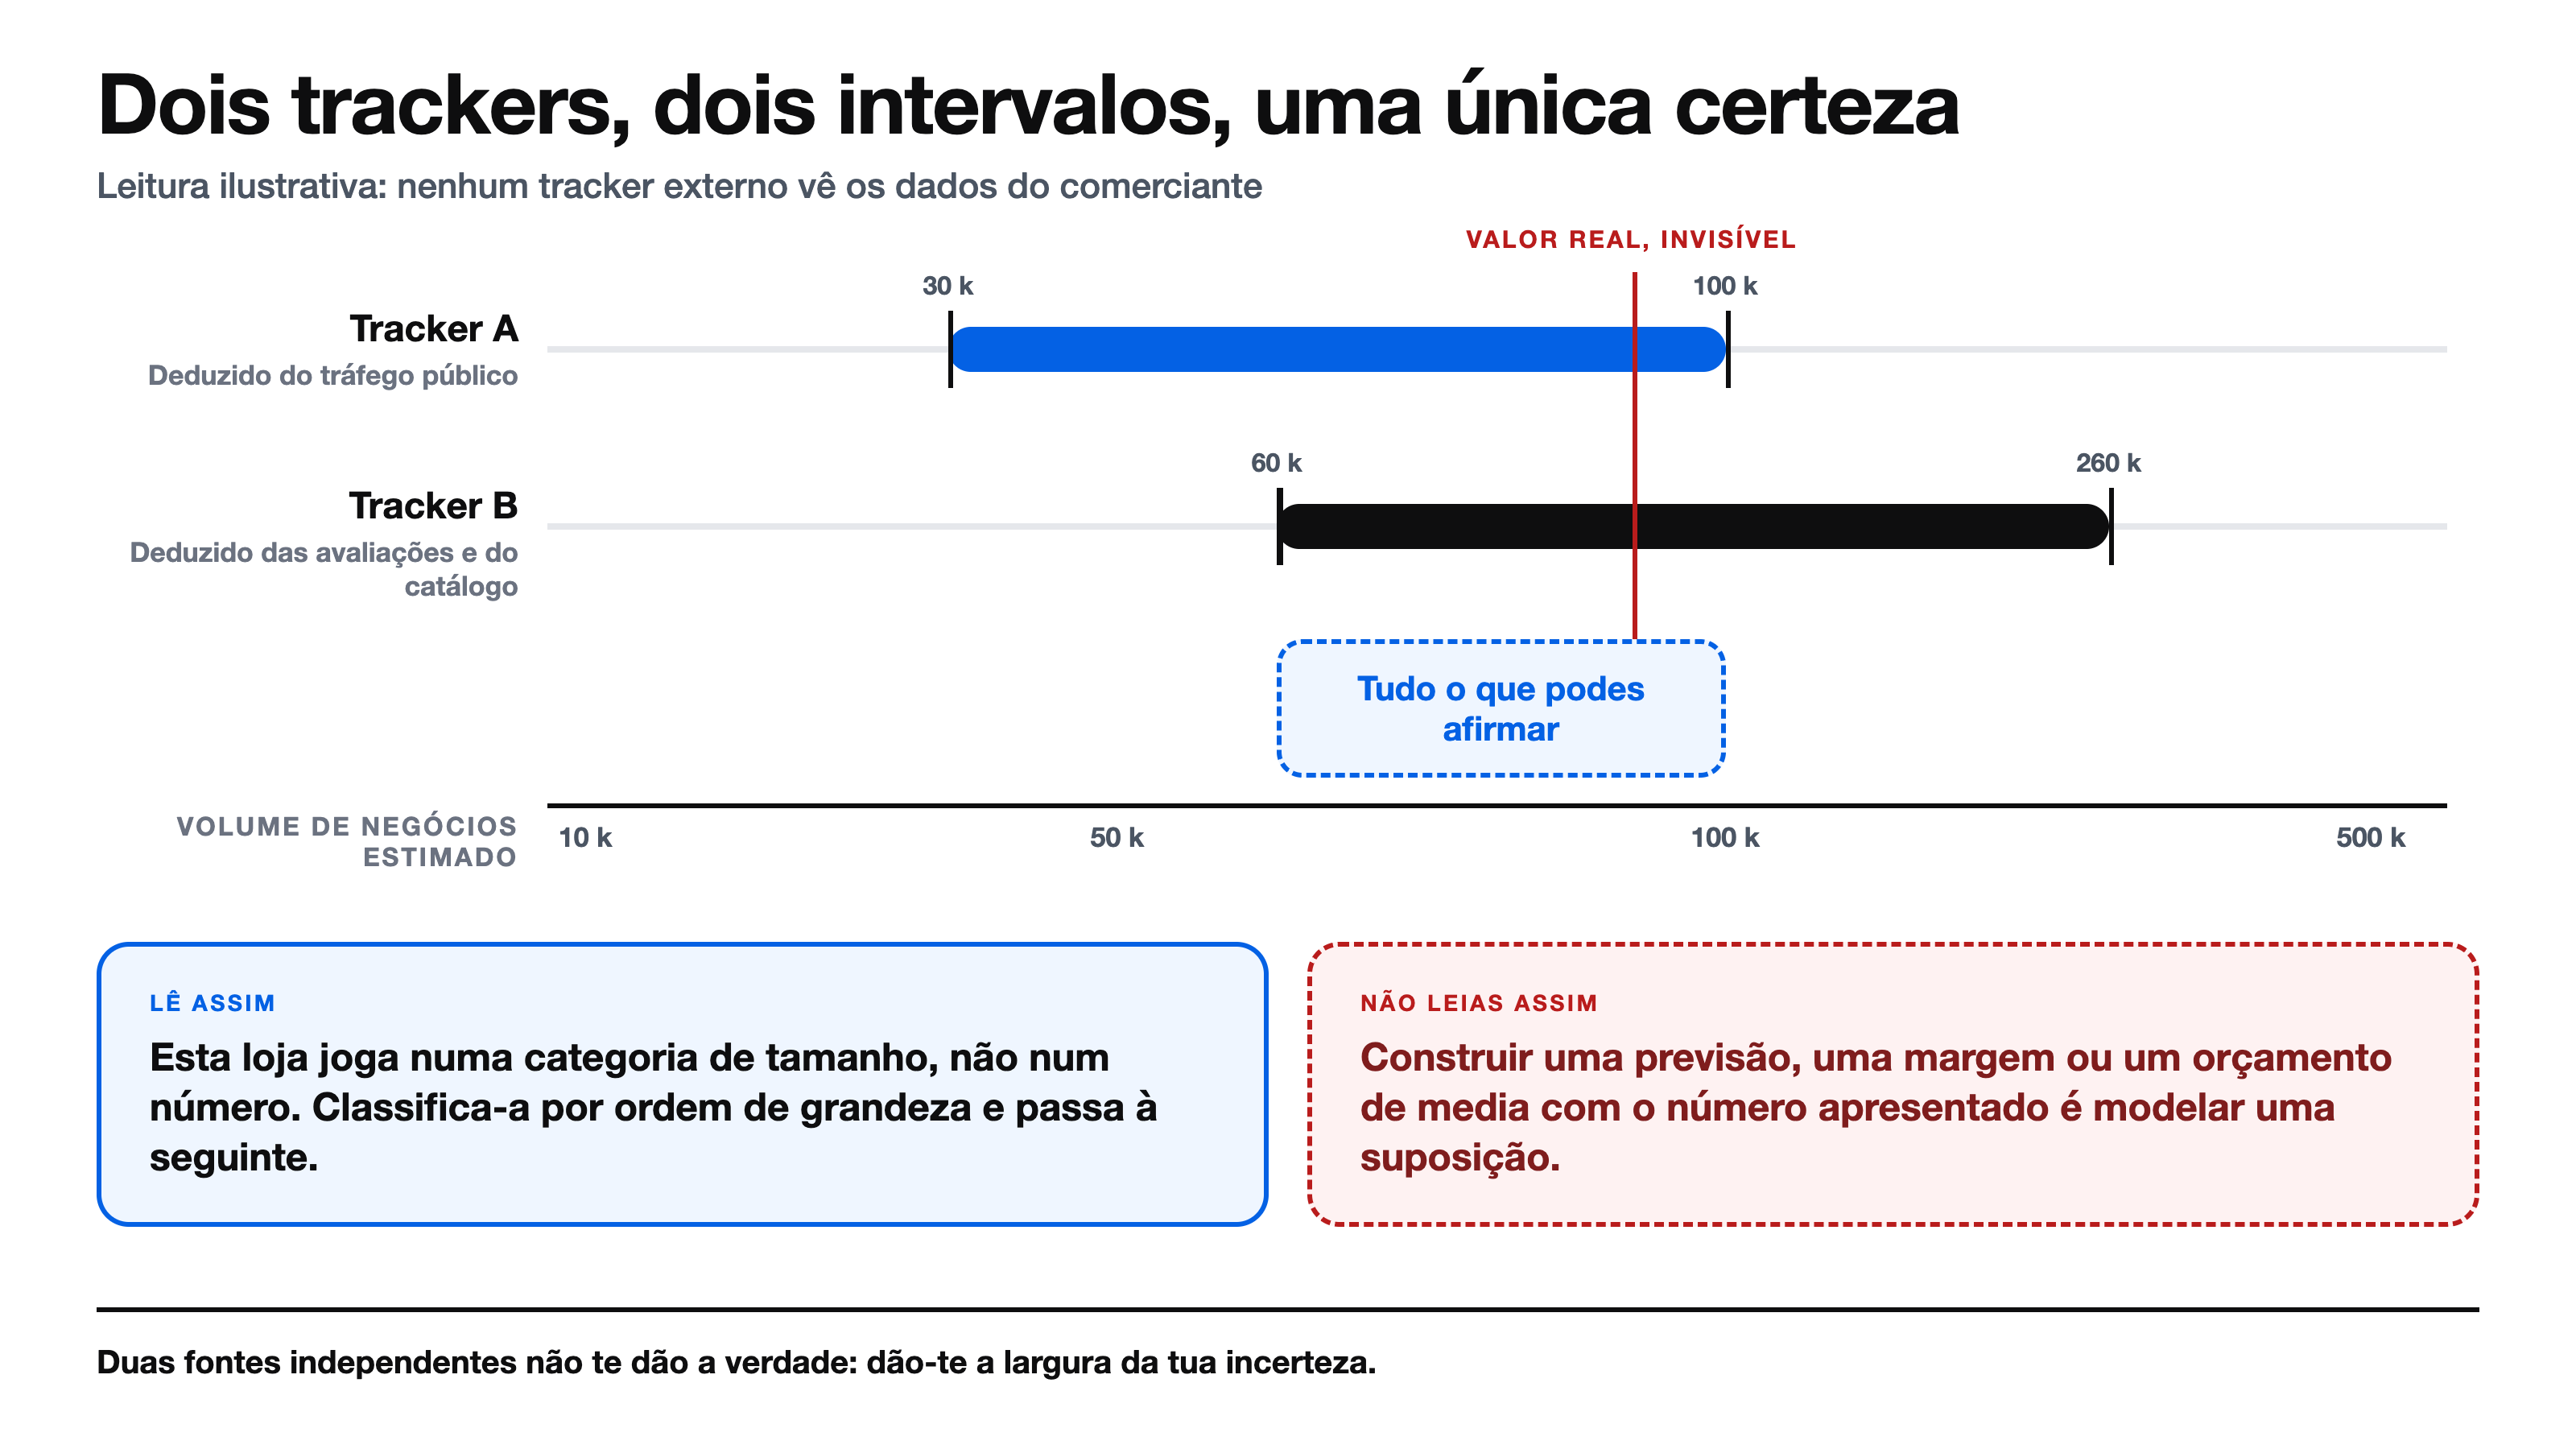 Dois trackers, dois intervalos, uma única certeza
Leitura ilustrativa: nenhum tracker externo vê os dados do comerciante
VALOR REAL, INVISÍVEL
30 k
100 k
Tracker A
Deduzido do tráfego público
60 k
260 k
Tracker B
Deduzido das avaliações e do
catálogo
Tudo o que podes
afirmar
VOLUME DE NEGÓCIOS
ESTIMADO
10 k
50 k
100 k
500 k
LÊ ASSIM
Esta loja joga numa categoria de tamanho, não num
número. Classifica-a por ordem de grandeza e passa à
seguinte.
NÃO LEIAS ASSIM
Construir uma previsão, uma margem ou um orçamento
de media com o número apresentado é modelar uma
suposição.
Duas fontes independentes não te dão a verdade: dão-te a largura da tua incerteza.